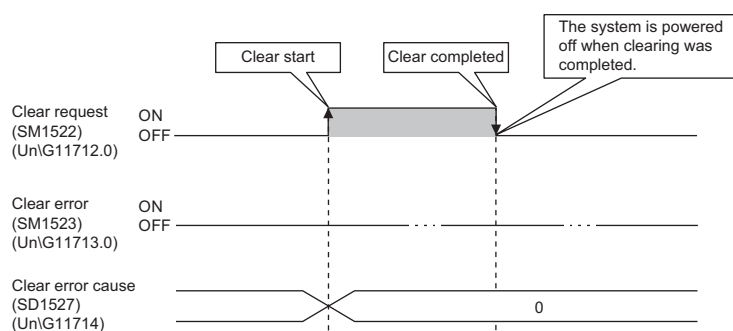 Clear start
Clear completed
The system is powered
off when clearing was
completed.
Clear request
(SM1522)
(Un\G11712.0)
ON
OFF
Clear error
(SM1523)
(Un\G11713.0)
ON
OFF
Clear error cause
(SD1527)
(Un\G11714)
0